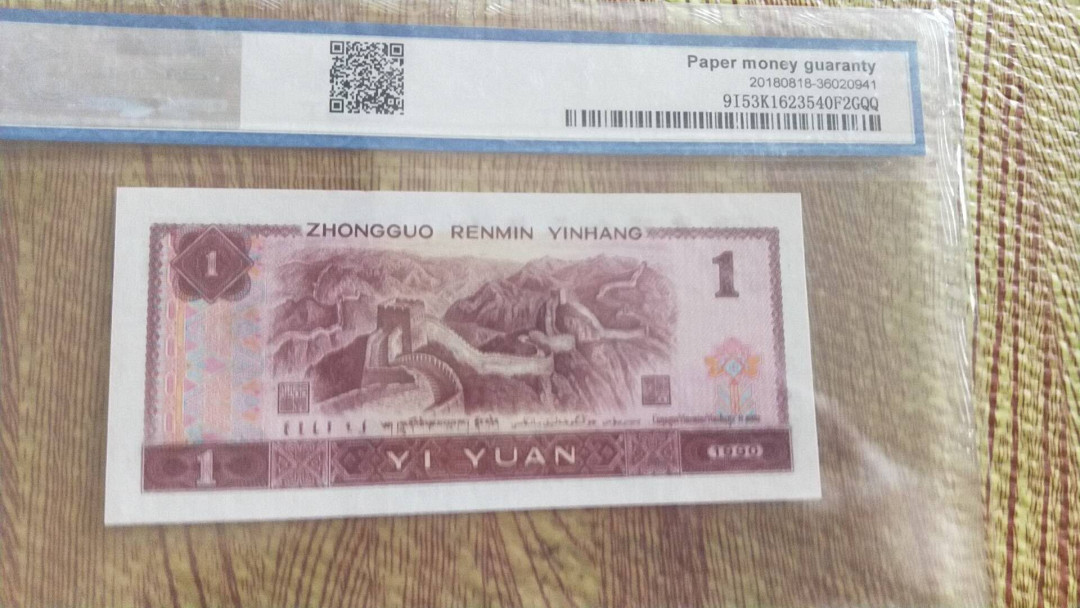 Paper money guaranty
20180818-36020941
9I53K1623540F2GQQ
ZHONGGUO RENMIN YINHANG
1
1
1
YI YUAN
1990